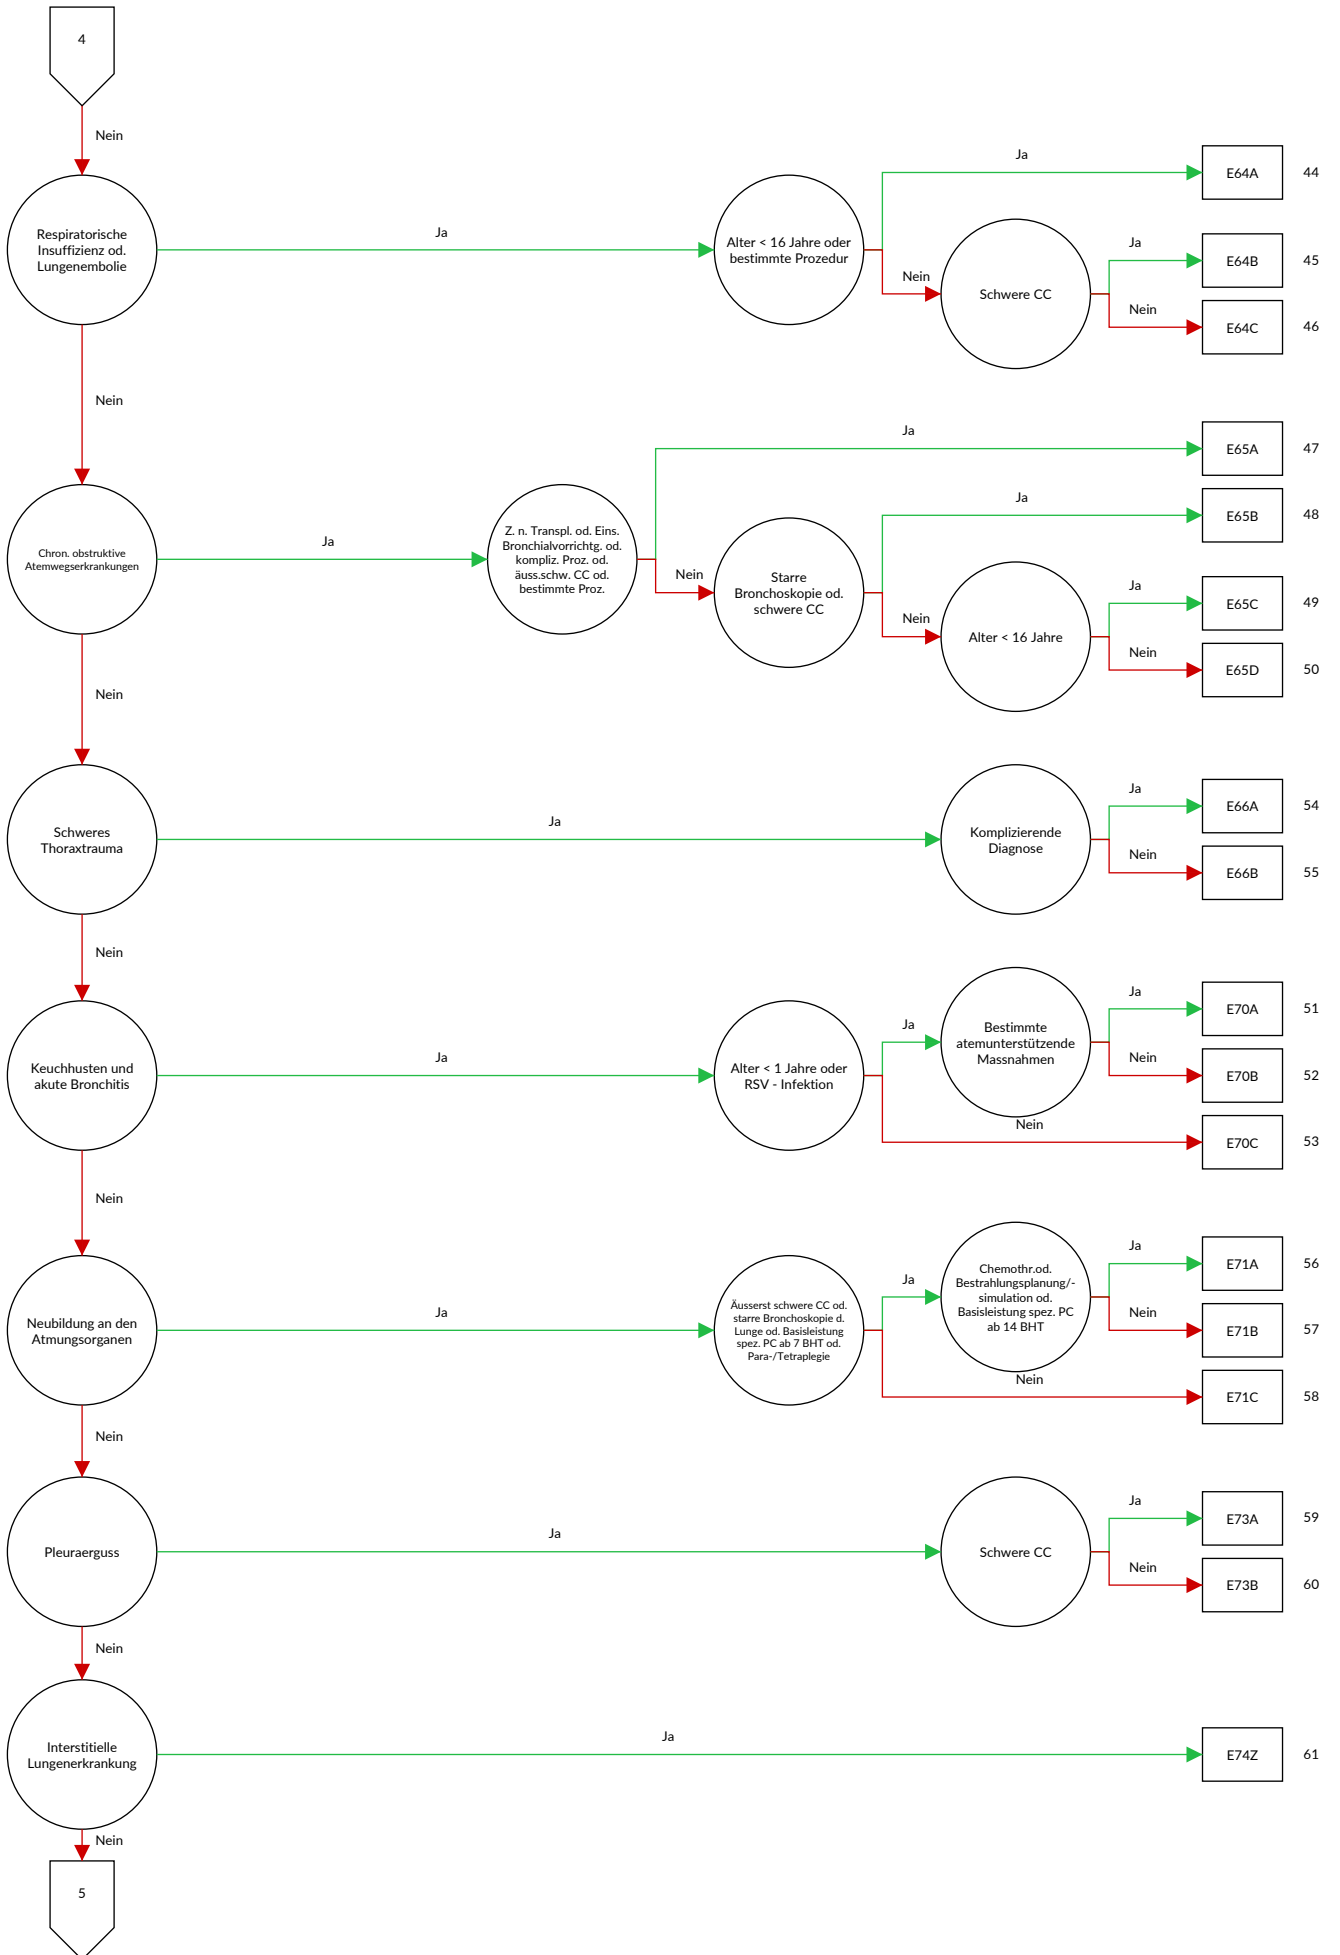 4
Nein
Respiratorische
Insuffizienz od.
Lungenembolie
Ja
Alter < 16 Jahre oder
bestimmte Prozedur
Ja
E64A
44
Nein
Schwere CC
Ja
E64B
45
Nein
E64C
46
Nein
Chron. obstruktive
Atemwegserkrankungen
Ja
Z. n. Transpl. od. Eins.
Bronchialvorrichtg. od.
kompliz. Proz. od.
äuss.schw. CC od.
bestimmte Proz.
Ja
E65A
47
Nein
Starre
Bronchoskopie od.
schwere CC
Ja
E65B
48
Nein
Alter < 16 Jahre
Ja
E65C
49
Nein
E65D
50
Nein
Schweres
Thoraxtrauma
Ja
Komplizierende
Diagnose
Ja
E66A
54
Nein
E66B
55
Nein
Keuchhusten und
akute Bronchitis
Ja
Alter < 1 Jahre oder
RSV - Infektion
Ja
Bestimmte
atemunterstützende
Massnahmen
Ja
E70A
51
Nein
E70B
52
Nein
E70C
53
Nein
Neubildung an den
Atmungsorganen
Ja
Äusserst schwere CC od.
starre Bronchoskopie d.
Lunge od. Basisleistung
spez. PC ab 7 BHT od.
Para-/Tetraplegie
Ja
Chemothr.od.
Bestrahlungsplanung/-
simulation od.
Basisleistung spez. PC
ab 14 BHT
Ja
E71A
56
Nein
E71B
57
Nein
E71C
58
Nein
Pleuraerguss
Ja
Schwere CC
Ja
E73A
59
Nein
E73B
60
Nein
Interstitielle
Lungenerkrankung
Ja
E74Z
61
Nein
5